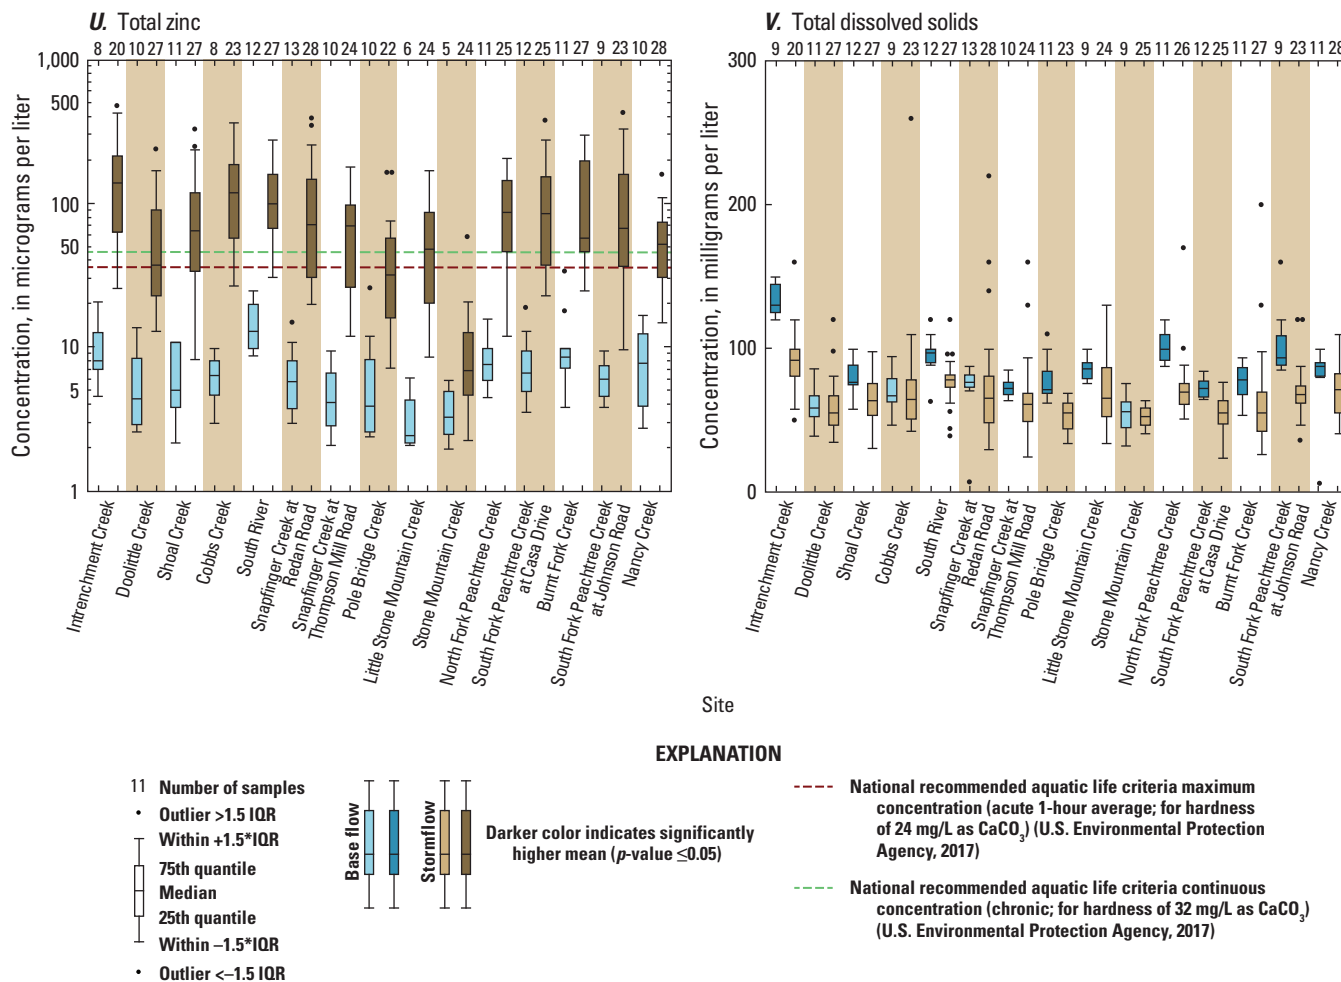 U. Total zinc
8 20 10 27 11 27 8 23 12 27 13 28 10 24 10 22 6 24 5 24 11 25 12 25 11 27 9 23 10 28
1,000
500
100
50
10
5
1
Concentration, in micrograms per liter
Intrenchment Creek
Doolittle Creek
Shoal Creek
Cobbs Creek
South River
Snapfinger Creek at
Redan Road
Snapfinger Creek at
Thompson Mill Road
Pole Bridge Creek
Little Stone Mountain Creek
Stone Mountain Creek
North Fork Peachtree Creek
South Fork Peachtree Creek
at Casa Drive
Burnt Fork Creek
South Fork Peachtree Creek
at Johnson Road
Nancy Creek
V. Total dissolved solids
9 20 11 27 12 27 9 23 12 27 13 28 10 24 11 23 9 24 9 25 11 26 12 25 11 27 9 23 11 28
300
200
100
0
Concentration, in milligrams per liter
Intrenchment Creek
Doolittle Creek
Shoal Creek
Cobbs Creek
South River
Snapfinger Creek at
Redan Road
Snapfinger Creek at
Thompson Mill Road
Pole Bridge Creek
Little Stone Mountain Creek
Stone Mountain Creek
North Fork Peachtree Creek
South Fork Peachtree Creek
at Casa Drive
Burnt Fork Creek
South Fork Peachtree Creek
at Johnson Road
Nancy Creek
Site
EXPLANATION
11 Number of samples
Outlier >1.5 IQR
Within +1.5*IQR
75th quantile
Median
25th quantile
Within –1.5*IQR
Outlier <–1.5 IQR
Base flow
Stormflow
Darker color indicates significantly
higher mean (p-value ≤0.05)
National recommended aquatic life criteria maximum
concentration (acute 1-hour average; for hardness
of 24 mg/L as CaCO3) (U.S. Environmental Protection
Agency, 2017)
National recommended aquatic life criteria continuous
concentration (chronic; for hardness of 32 mg/L as CaCO3)
(U.S. Environmental Protection Agency, 2017)